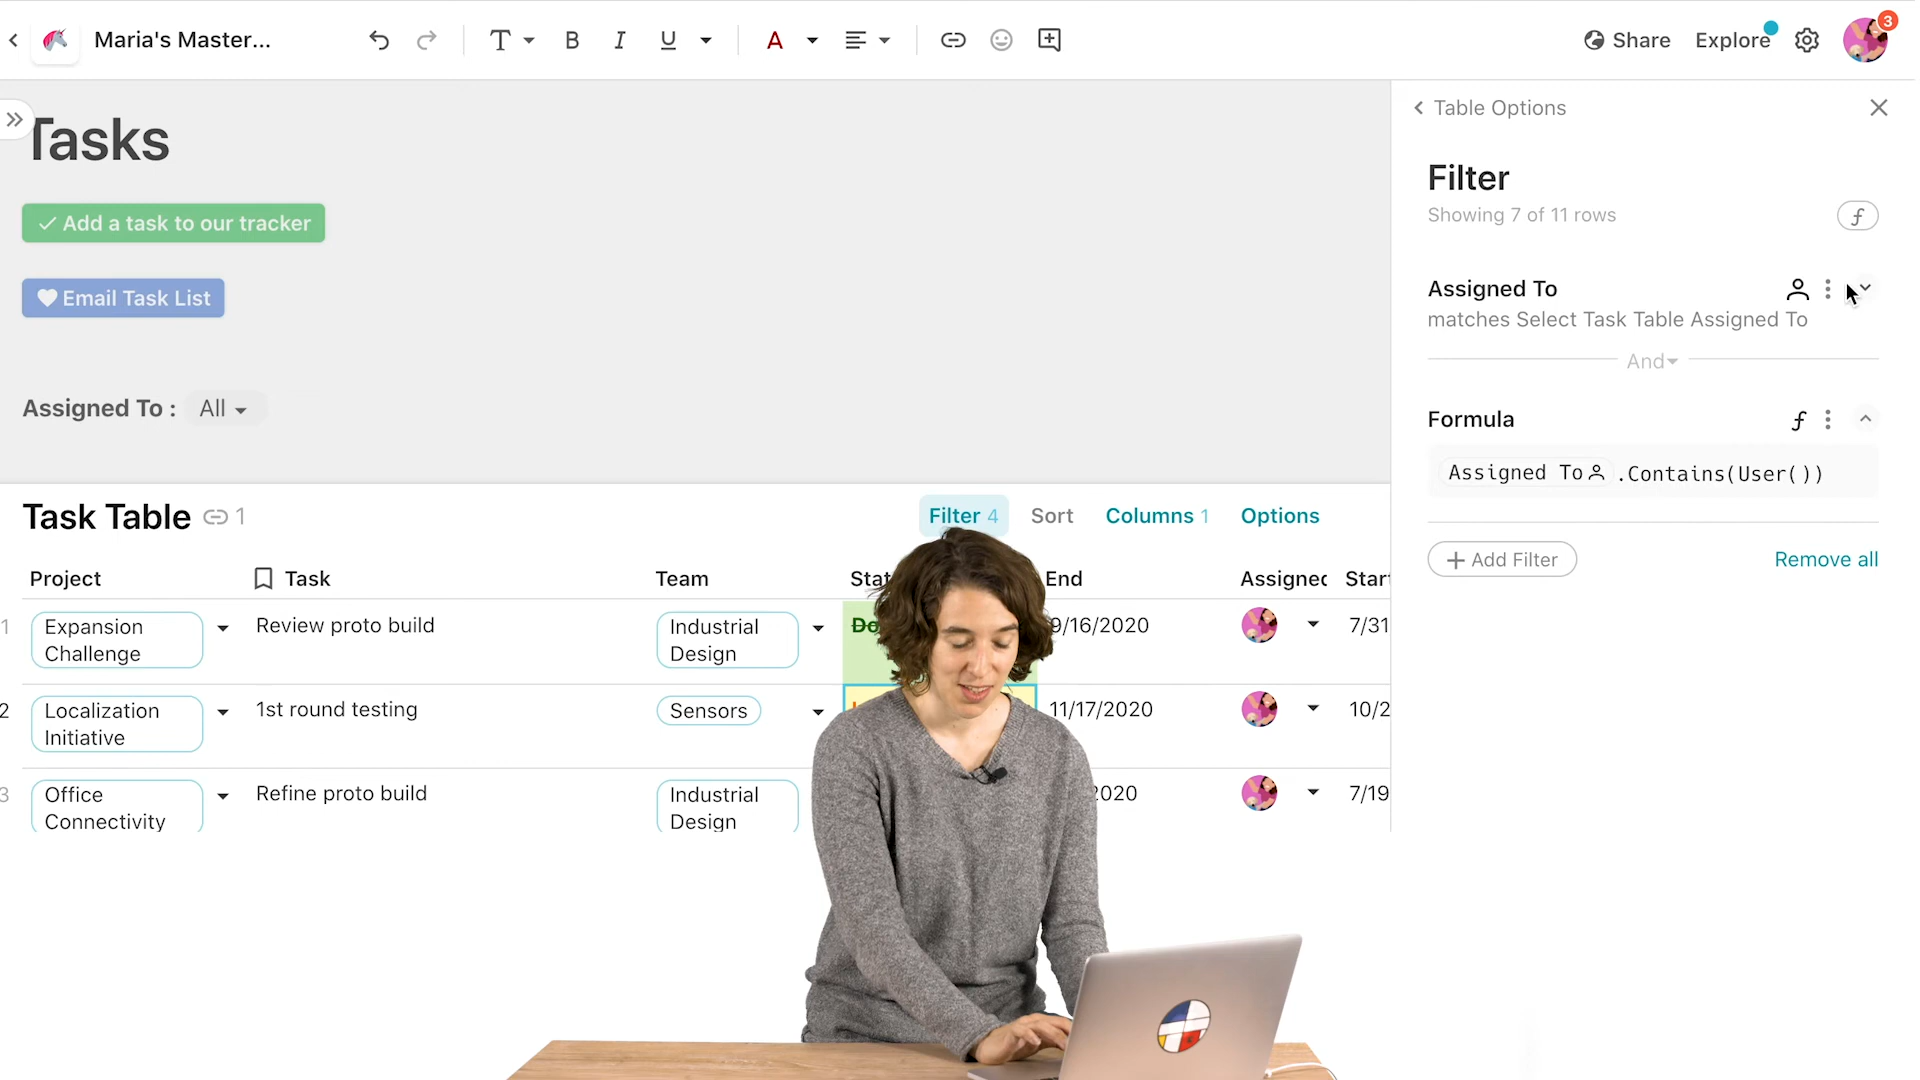 Maria's Master...
T B I U A
Share
Explore
3
Table Options
Tasks
Filter
Showing 7 of 11 rows
Add a task to our tracker
Email Task List
Assigned To
matches Select Task Table Assigned To
And
Assigned To : All
Formula
Assigned To .Contains(User())
Add Filter
Remove all
Task Table 1
Filter 4
Sort
Columns 1
Options
Project
Task
Team
End
Start
1
Expansion
Challenge
Review proto build
Industrial
Design
9/16/2020
7/31
2
Localization
Initiative
1st round testing
Sensors
11/17/2020
10/2
3
Office
Connectivity
Refine proto build
Industrial
Design
2020
7/19